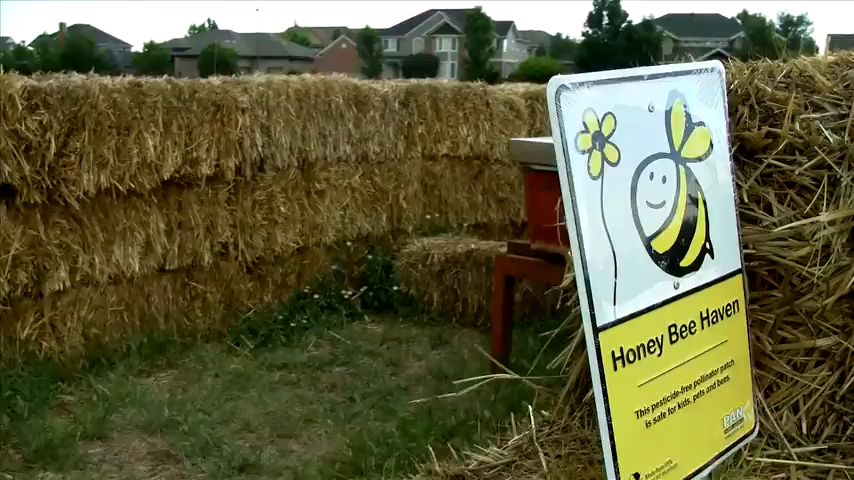 Honey Bee Haven
This pesticide-free pollinator patch
is safe for kids, pets and bees.
PAN